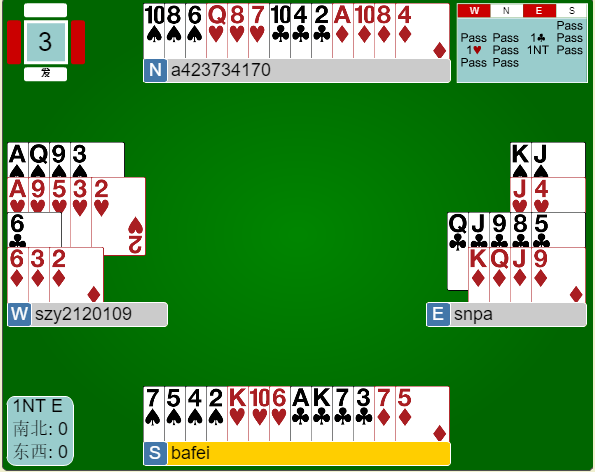 3
发
10 8 6 Q 8 7 10 4 2 A 10 8 4
N a423734170
W N E S
Pass
Pass Pass 1♣ Pass
1♥ Pass 1NT Pass
Pass Pass
A Q 9 3
A 9 5 3 2
2
6
6 3 2
W szy2120109
K J
J 4
Q J 9 8 5
K Q J 9
E snpa
1NT E
南北: 0
东西: 0
7 5 4 2 K 10 6 A K 7 3 7 5
S bafei